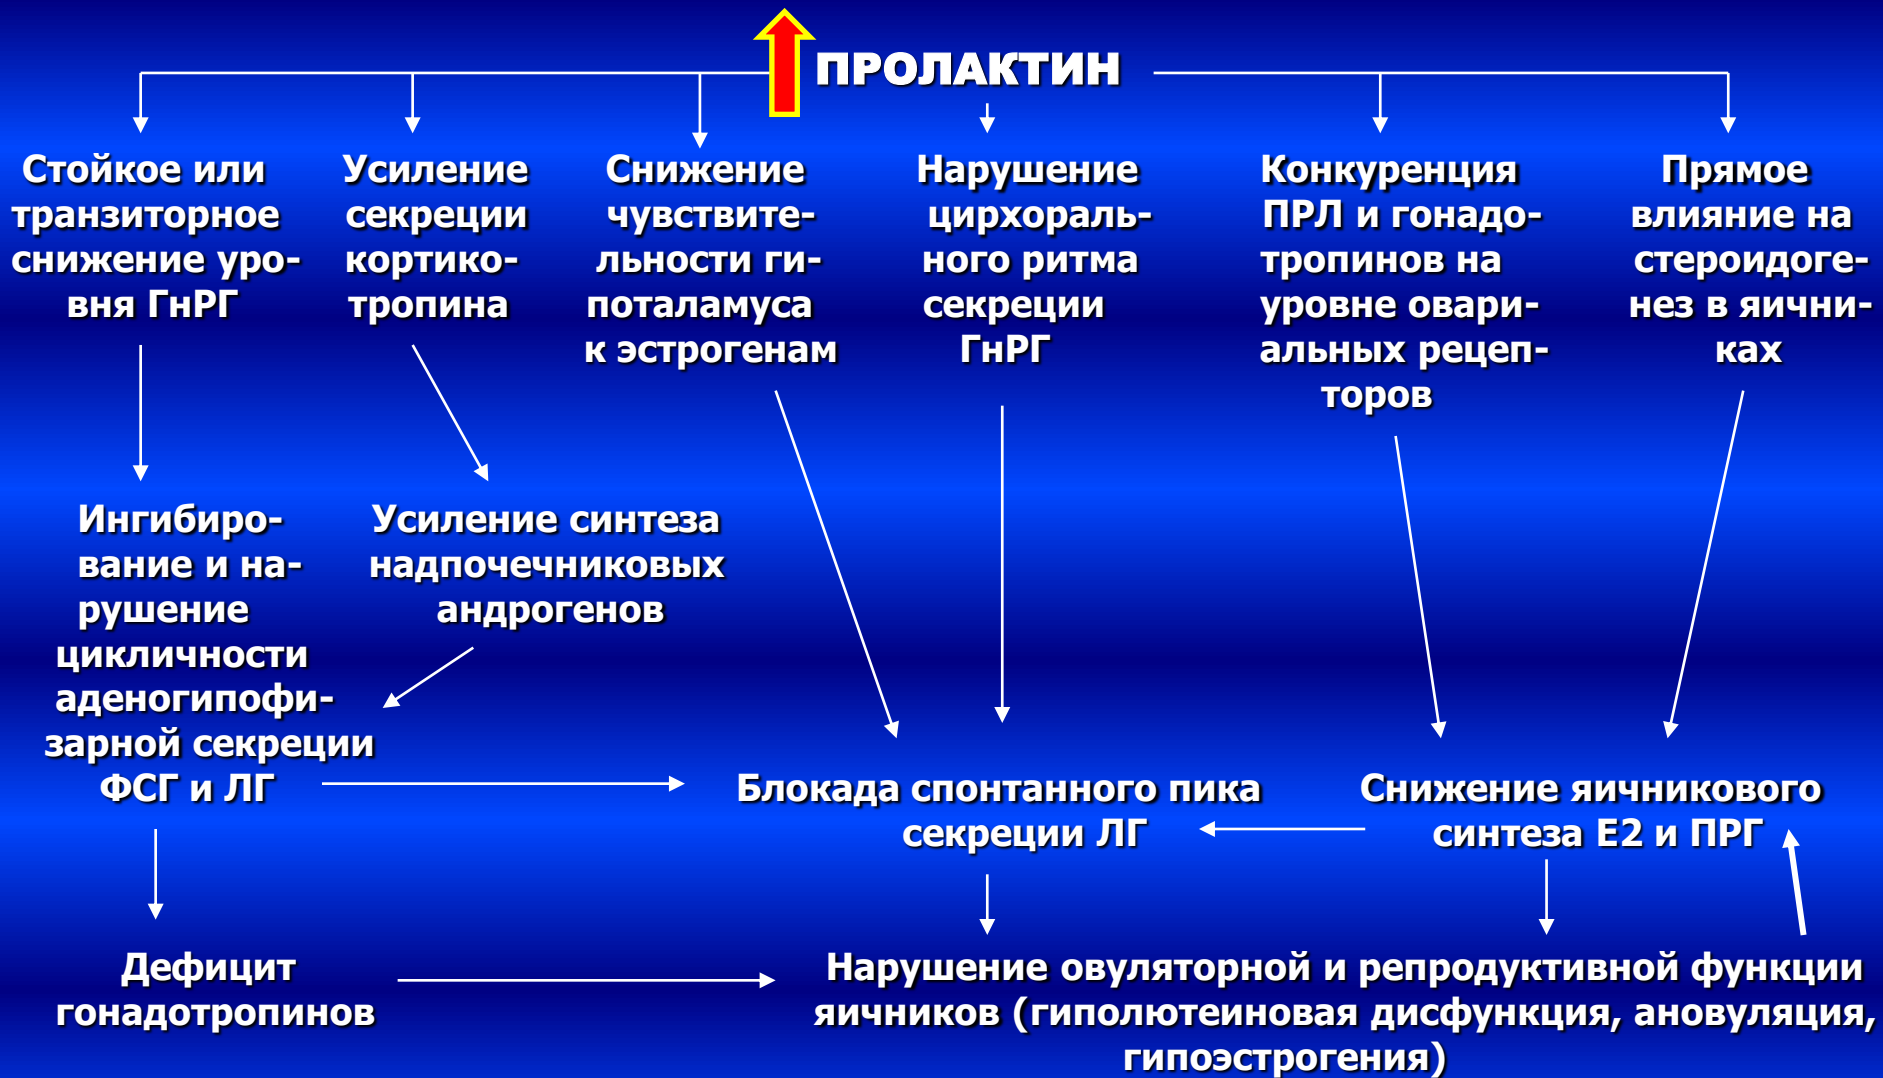 ПРОЛАКТИН
Стойкое или
транзиторное
снижение уро-
вня ГнРГ
Усиление
секреции
кортико-
тропина
Снижение
чувствите-
льности ги-
поталамуса
к эстрогенам
Нарушение
цирхораль-
ного ритма
секреции
ГнРГ
Конкуренция
ПРЛ и гонадо-
тропинов на
уровне овари-
альных рецеп-
торов
Прямое
влияние на
стероидоге-
нез в яични-
ках
Ингибиро-
вание и на-
рушение
цикличности
аденогипофи-
зарной секреции
ФСГ и ЛГ
Усиление синтеза
надпочечниковых
андрогенов
Блокада спонтанного пика
секреции ЛГ
Снижение яичникового
синтеза Е2 и ПРГ
Дефицит
гонадотропинов
Нарушение овуляторной и репродуктивной функции
яичников (гиполютеиновая дисфункция, ановуляция,
гипоэстрогения)